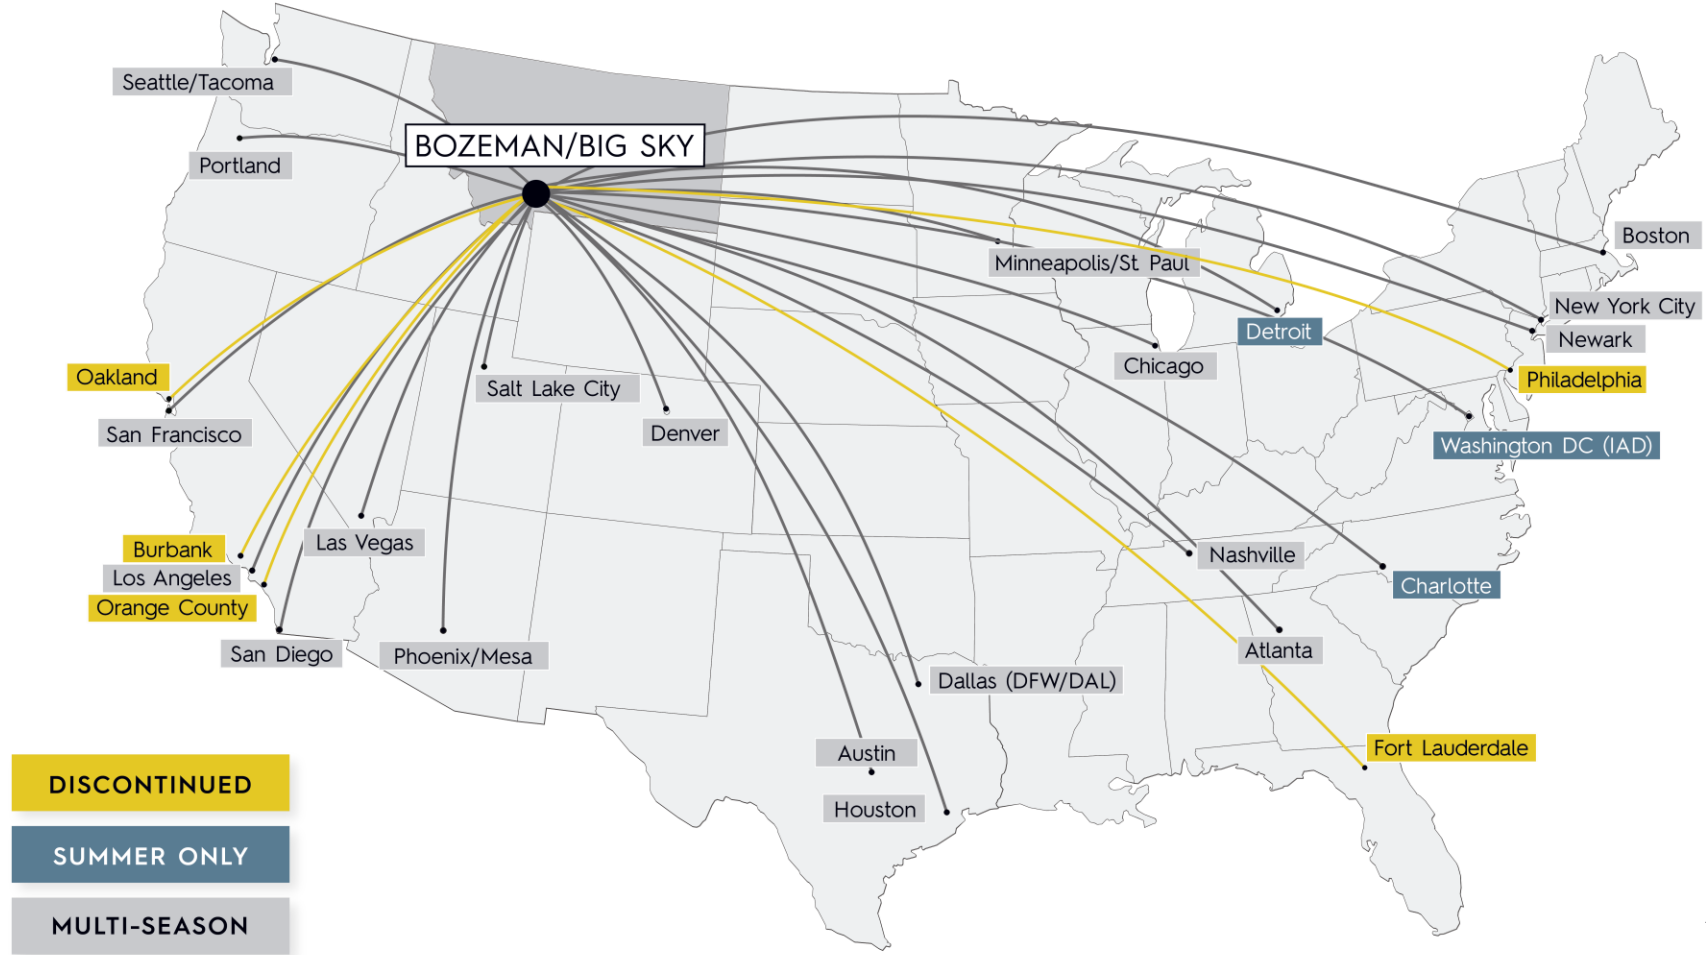 Seattle/Tacoma
BOZEMAN/BIG SKY
Portland
Boston
Minneapolis/St Paul
New York City
Detroit
Newark
Chicago
Oakland
Philadelphia
Salt Lake City
San Francisco
Denver
Washington DC (IAD)
Las Vegas
Burbank
Nashville
Los Angeles
Charlotte
Orange County
San Diego
Phoenix/Mesa
Atlanta
Dallas (DFW/DAL)
Austin
Fort Lauderdale
Houston
DISCONTINUED
SUMMER ONLY
MULTI-SEASON